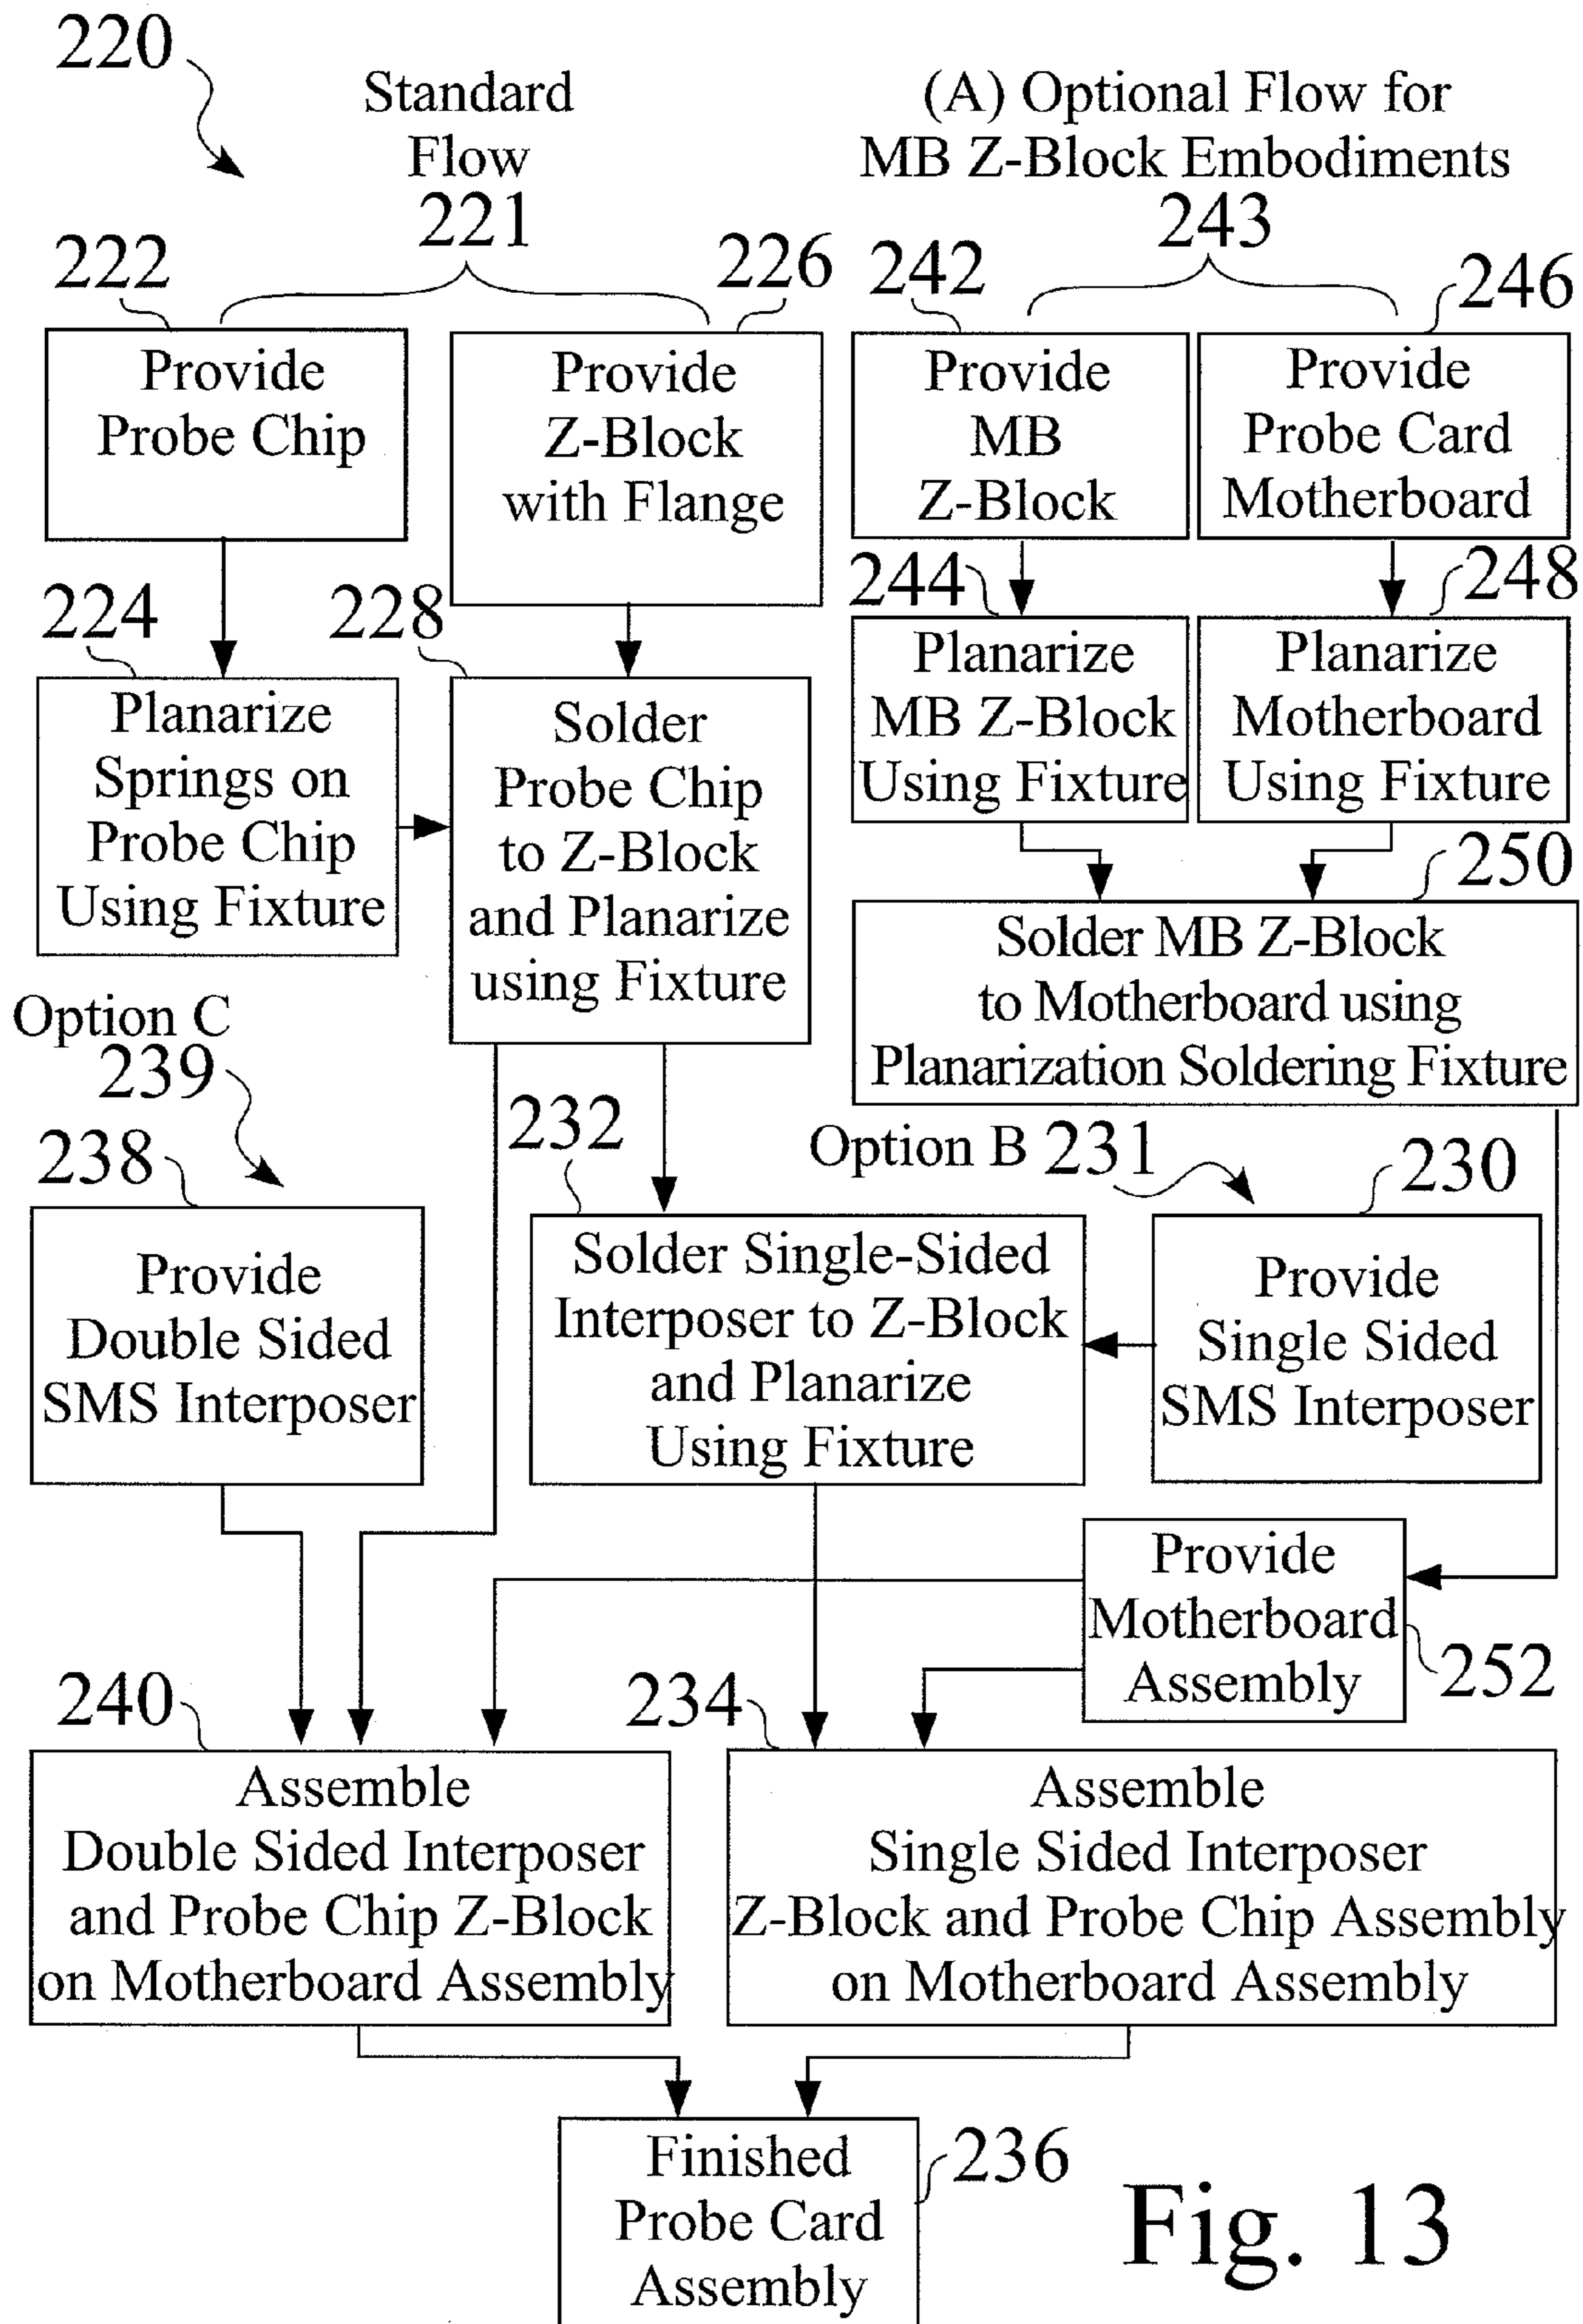 220
Standard
Flow
221
(A) Optional Flow for
MB Z-Block Embodiments
243
222
226
242
246
Provide
Probe Chip
Provide
Z-Block
with Flange
Provide
MB
Z-Block
Provide
Probe Card
Motherboard
224
228
244
248
Planarize
Springs on
Probe Chip
Using Fixture
Solder
Probe Chip
to Z-Block
and Planarize
using Fixture
Planarize
MB Z-Block
Using Fixture
Planarize
Motherboard
Using Fixture
250
Solder MB Z-Block
to Motherboard using
Planarization Soldering Fixture
Option C
239
238
232
Option B 231
230
Provide
Double Sided
SMS Interposer
Solder Single-Sided
Interposer to Z-Block
and Planarize
Using Fixture
Provide
Single Sided
SMS Interposer
Provide
Motherboard
Assembly
252
240
234
Assemble
Double Sided Interposer
and Probe Chip Z-Block
on Motherboard Assembly
Assemble
Single Sided Interposer
Z-Block and Probe Chip Assembly
on Motherboard Assembly
Finished
Probe Card
Assembly
236
Fig. 13